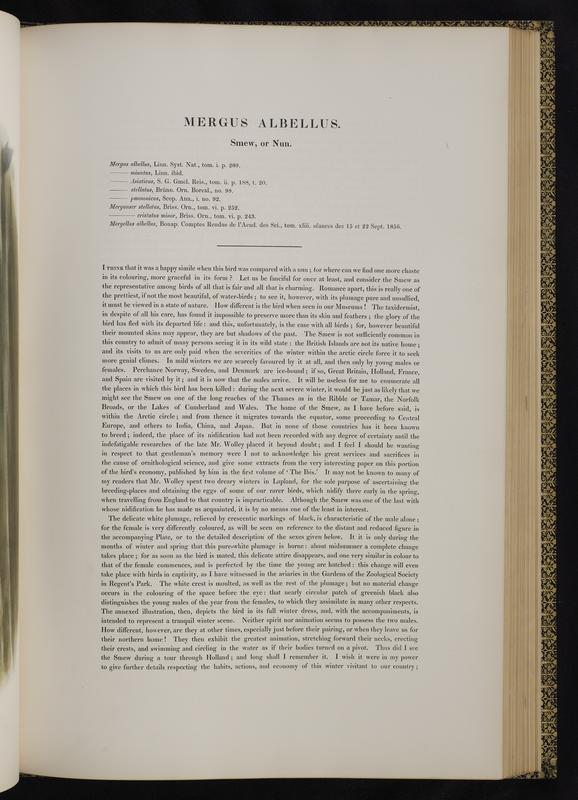 MERGUS ALBELLUS.
Smew, or Nun.
Mergus albellus, Linn. Syst. Nat., tom. i. p. 209.
——— minutus, Linn. ibid.
——— Asiaticus, S. G. Gmel. Reis., tom. ii. p. 188, t. 20.
——— stellatus, Brünn. Orn. Boreal., no. 98.
——— pannonicus, Scop. Ann., i. no. 92.
Merganser stellatus, Briss. Orn., tom. vi. p. 252.
——— cristatus minor, Briss. Orn., tom. vi. p. 243.
Mergellus albellus, Bonap. Comptes Rendus de l'Acad. des Sci., tom. xliii. séances des 15 et 22 Sept. 1856.
I THINK that it was a happy simile when this bird was compared with a nun; for where can we find one more chaste
in its colouring, more graceful in its form? Let us be fanciful for once at least, and consider the Smew as
the representative among birds of all that is fair and all that is charming. Romance apart, this is really one of
the prettiest, if not the most beautiful, of water-birds; to see it, however, with its plumage pure and unsullied,
it must be viewed in a state of nature. How different is the bird when seen in our Museums! The taxidermist,
in despite of all his care, has found it impossible to preserve more than its skin and feathers; the glory of the
bird has fled with its departed life: and this, unfortunately, is the case with all birds; for, however beautiful
their mounted skins may appear, they are but shadows of the past. The Smew is not sufficiently common in
this country to admit of many persons seeing it in its wild state: the British Islands are not its native home;
and its visits to us are only paid when the severities of the winter within the arctic circle force it to seek
more genial climes. In mild winters we are scarcely favoured by it at all, and then only by young males or
females. Perchance Norway, Sweden, and Denmark are ice-bound; if so, Great Britain, Holland, France,
and Spain are visited by it; and it is now that the males arrive. It will be useless for me to enumerate all
the places in which this bird has been killed: during the next severe winter, it would be just as likely that we
might see the Smew on one of the long reaches of the Thames as in the Ribble or Tamar, the Norfolk
Broads, or the Lakes of Cumberland and Wales. The home of the Smew, as I have before said, is
within the Arctic circle; and from thence it migrates towards the equator, some proceeding to Central
Europe, and others to India, China, and Japan. But in none of those countries has it been known
to breed; indeed, the place of its nidification had not been recorded with any degree of certainty until the
indefatigable researches of the late Mr. Wolley placed it beyond doubt; and I feel I should be wanting
in respect to that gentleman's memory were I not to acknowledge his great services and sacrifices in
the cause of ornithological science, and give some extracts from the very interesting paper on this portion
of the bird's economy, published by him in the first volume of 'The Ibis.' It may not be known to many of
my readers that Mr. Wolley spent two dreary winters in Lapland, for the sole purpose of ascertaining the
breeding-places and obtaining the eggs of some of our rarer birds, which nidify there early in the spring,
when travelling from England to that country is impracticable. Although the Smew was one of the last with
whose nidification he has made us acquainted, it is by no means one of the least in interest.
The delicate white plumage, relieved by crescentic markings of black, is characteristic of the male alone;
for the female is very differently coloured, as will be seen on reference to the distant and reduced figure in
the accompanying Plate, or to the detailed description of the sexes given below. It it is only during the
months of winter and spring that this pure-white plumage is borne: about midsummer a complete change
takes place; for as soon as the bird is mated, this delicate attire disappears, and one very similar in colour to
that of the female commences, and is perfected by the time the young are hatched: this change will even
take place with birds in captivity, as I have witnessed in the aviaries in the Gardens of the Zoological Society
in Regent's Park. The white crest is moulted, as well as the rest of the plumage; but no material change
occurs in the colouring of the space before the eye: that nearly circular patch of greenish black also
distinguishes the young males of the year from the females, to which they assimilate in many other respects.
The annexed illustration, then, depicts the bird in its full winter dress, and, with the accompaniments, is
intended to represent a tranquil winter scene. Neither spirit nor animation seems to possess the two males.
How different, however, are they at other times, especially just before their pairing, or when they leave us for
their northern home! They then exhibit the greatest animation, stretching forward their necks, erecting
their crests, and swimming and circling in the water as if their bodies turned on a pivot. Thus did I see
the Smew during a tour through Holland; and long shall I remember it. I wish it were in my power
to give further details respecting the habits, actions, and economy of this winter visitant to our country;